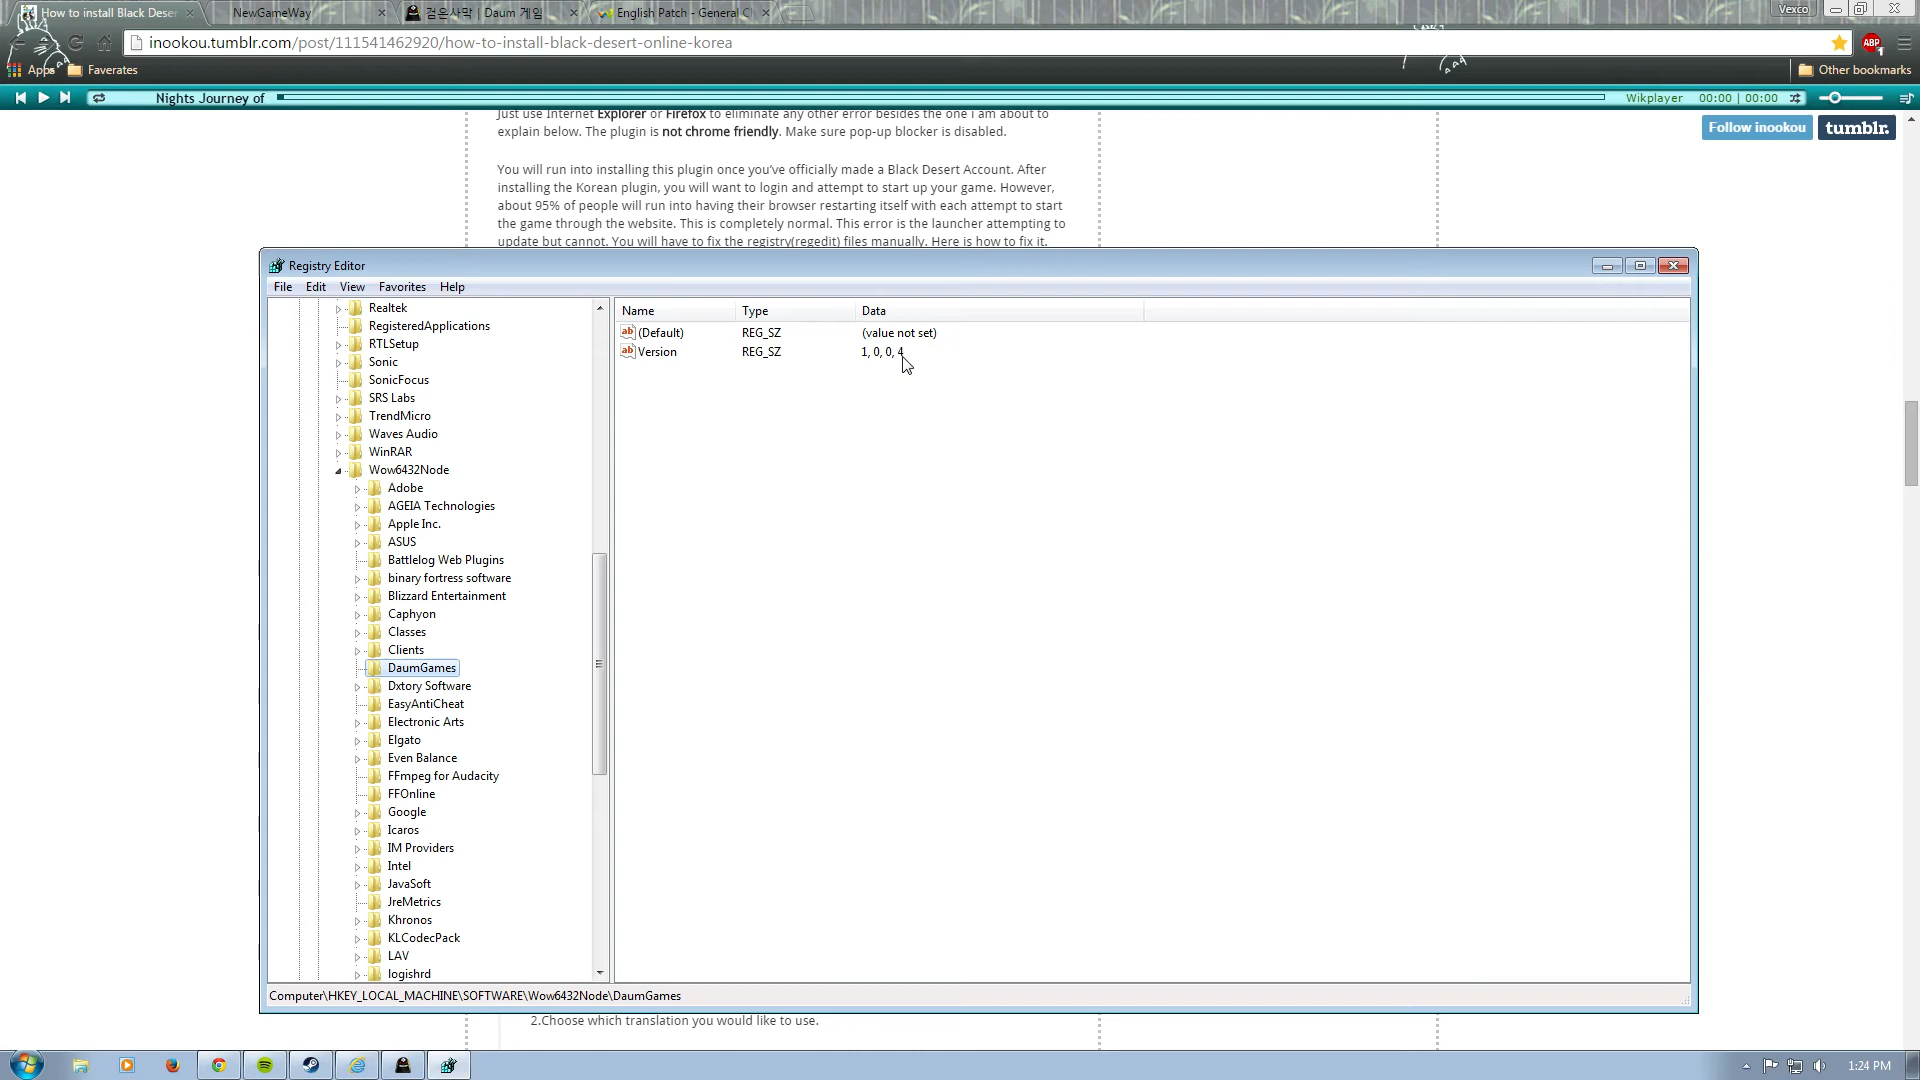 How to install Black Deser
NewGameWay
검은사막 | Daum 게임
English Patch - General C
Vexco
inookou.tumblr.com/post/111541462920/how-to-install-black-desert-online-korea
ABP
1
Apps
Faverates
Other bookmarks
Nights Journey of
Wikplayer
00:00 | 00:00
Follow inookou
tumblr.
Just use Internet Explorer or Firefox to eliminate any other error besides the one I am about to
explain below. The plugin is not chrome friendly. Make sure pop-up blocker is disabled.
You will run into installing this plugin once you've officially made a Black Desert Account. After
installing the Korean plugin, you will want to login and attempt to start up your game. However,
about 95% of people will run into having their browser restarting itself with each attempt to start
the game through the website. This is completely normal. This error is the launcher attempting to
update but cannot. You will have to fix the registry(regedit) files manually. Here is how to fix it.
Registry Editor
File Edit View Favorites Help
Realtek
RegisteredApplications
RTLSetup
Sonic
SonicFocus
SRS Labs
TrendMicro
Waves Audio
WinRAR
Wow6432Node
Adobe
AGEIA Technologies
Apple Inc.
ASUS
Battlelog Web Plugins
binary fortress software
Blizzard Entertainment
Caphyon
Classes
Clients
DaumGames
Dxtory Software
EasyAntiCheat
Electronic Arts
Elgato
Even Balance
FFmpeg for Audacity
FFOnline
Google
Icaros
IM Providers
Intel
JavaSoft
JreMetrics
Khronos
KLCodecPack
LAV
logishrd
Name Type Data
ab (Default) REG_SZ (value not set)
ab Version REG_SZ 1, 0, 0, 4
Computer\HKEY_LOCAL_MACHINE\SOFTWARE\Wow6432Node\DaumGames
2.Choose which translation you would like to use.
1:24 PM